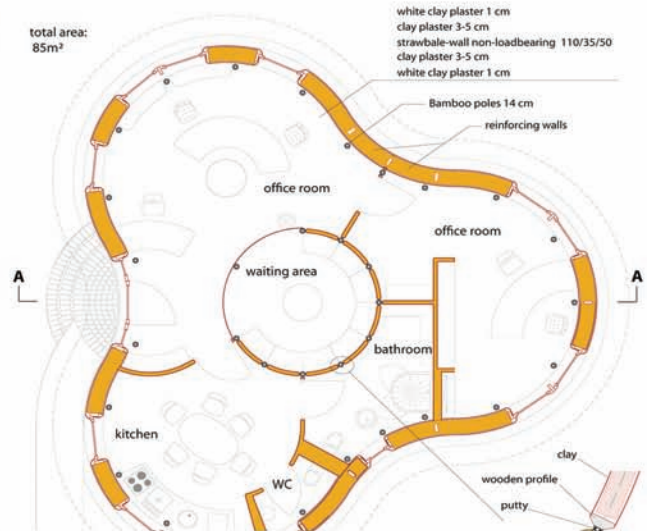 total area:
85m²
white clay plaster 1 cm
clay plaster 3-5 cm
strawbale-wall non-loadbearing 110/35/50
clay plaster 3-5 cm
white clay plaster 1 cm
Bamboo poles 14 cm
reinforcing walls
office room
office room
waiting area
A
A
bathroom
kitchen
WC
clay
wooden profile
putty